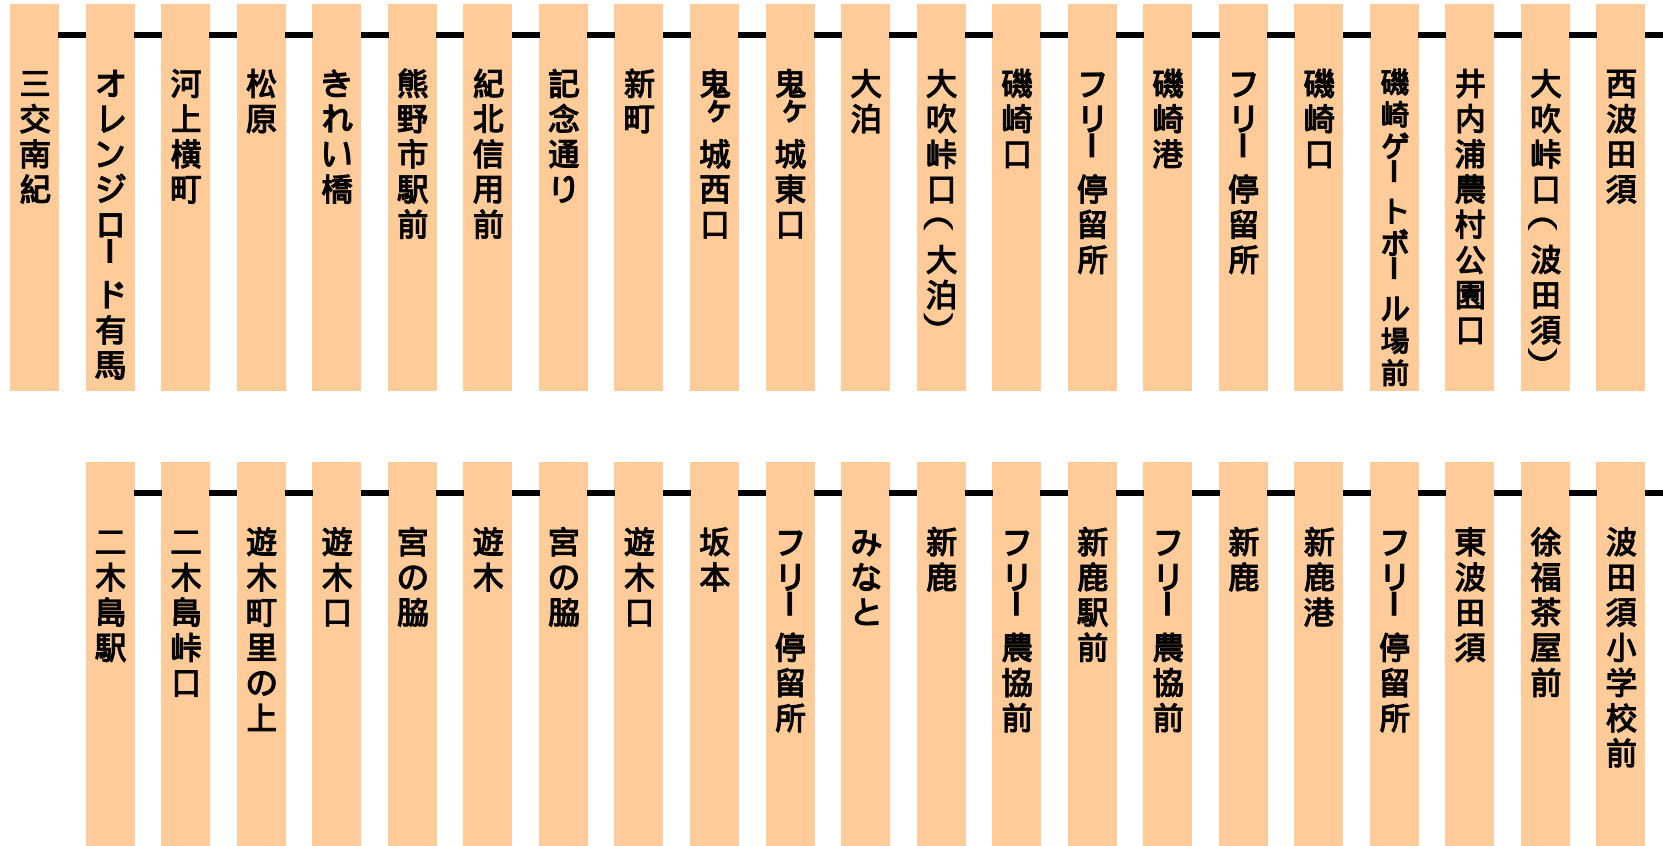 三交南紀
オレンジロード有馬
河上横町
松原
きれい橋
熊野市駅前
紀北信用前
記念通り
新町
鬼ヶ城西口
鬼ヶ城東口
大泊
大吹峠口(大泊)
磯崎口
フリー停留所
磯崎港
フリー停留所
磯崎口
磯崎ゲートボール場前
井内浦農村公園口
大吹峠口(波田須)
西波田須
二木島駅
二木島峠口
遊木町里の上
遊木口
宮の脇
遊木
宮の脇
遊木口
坂本
フリー停留所
みなと
新鹿
フリー農協前
新鹿駅前
フリー農協前
新鹿
新鹿港
フリー停留所
東波田須
徐福茶屋前
波田須小学校前